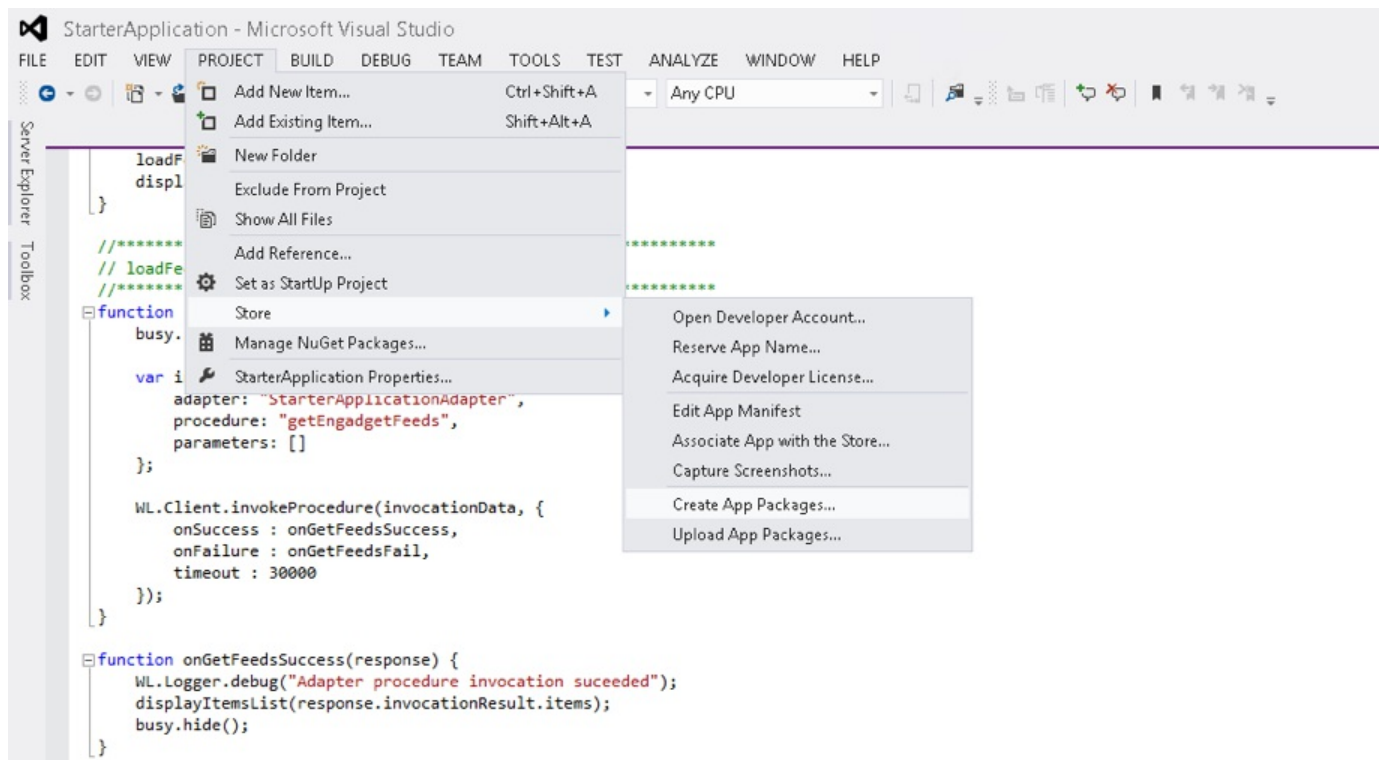 StarterApplication - Microsoft Visual Studio
FILE EDIT VIEW PROJECT BUILD DEBUG TEAM TOOLS TEST ANALYZE WINDOW HELP
Any CPU
Server Explorer
Toolbox
Add New Item... Ctrl+Shift+A
Add Existing Item... Shift+Alt+A
New Folder
Exclude From Project
Show All Files
Add Reference...
Set as StartUp Project
Store
Manage NuGet Packages...
StarterApplication Properties...
Open Developer Account...
Reserve App Name...
Acquire Developer License...
Edit App Manifest
Associate App with the Store...
Capture Screenshots...
Create App Packages...
Upload App Packages...
loadF
displ
}
//******* **********
// loadFe
//******* **********
function
busy.
var i
adapter: "StarterApplicationAdapter",
procedure: "getEngadgetFeeds",
parameters: []
};
WL.Client.invokeProcedure(invocationData, {
onSuccess : onGetFeedsSuccess,
onFailure : onGetFeedsFail,
timeout : 30000
});
}
function onGetFeedsSuccess(response) {
WL.Logger.debug("Adapter procedure invocation suceeded");
displayItemsList(response.invocationResult.items);
busy.hide();
}